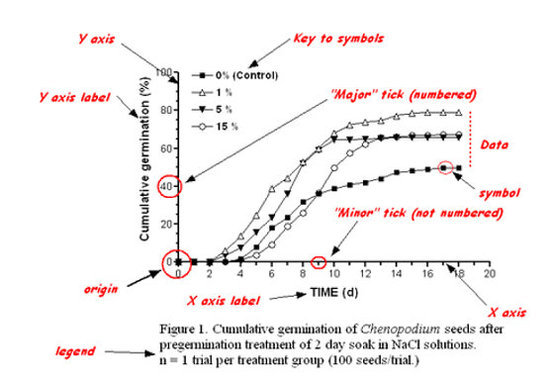 Y axis
Key to symbols
Y axis label
Cumulative germination (%)
100
80
60
40
20
0
0% (Control)
1 %
5 %
15 %
"Major" tick (numbered)
Data
symbol
"Minor" tick (not numbered)
origin
0 2 4 6 8 10 12 14 16 18 20
X axis label
TIME (d)
X axis
legend
Figure 1. Cumulative germination of Chenopodium seeds after
pregermination treatment of 2 day soak in NaCl solutions.
n = 1 trial per treatment group (100 seeds/trial.)